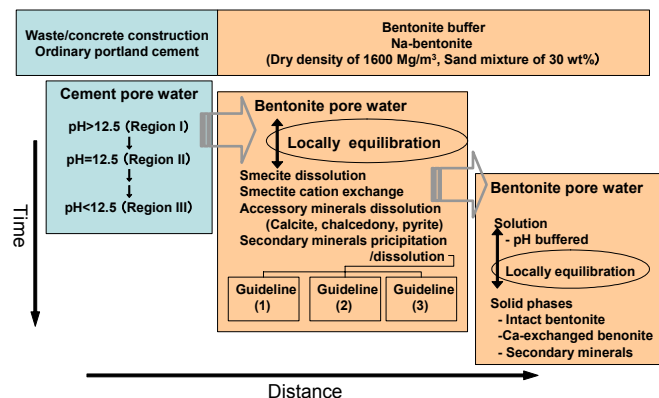 Waste/concrete construction
Ordinary portland cement
Bentonite buffer
Na-bentonite
(Dry density of 1600 Mg/m³, Sand mixture of 30 wt%)
Cement pore water
pH>12.5 (Region I)
pH=12.5 (Region II)
pH<12.5 (Region III)
Bentonite pore water
Locally equilibration
Smecite dissolution
Smectite cation exchange
Accessory minerals dissolution
(Calcite, chalcedony, pyrite)
Secondary minerals pricipitation
/dissolution
Guideline
(1)
Guideline
(2)
Guideline
(3)
Bentonite pore water
Solution
- pH buffered
Locally equilibration
Solid phases
- Intact bentonite
-Ca-exchanged benonite
- Secondary minerals
Time
Distance